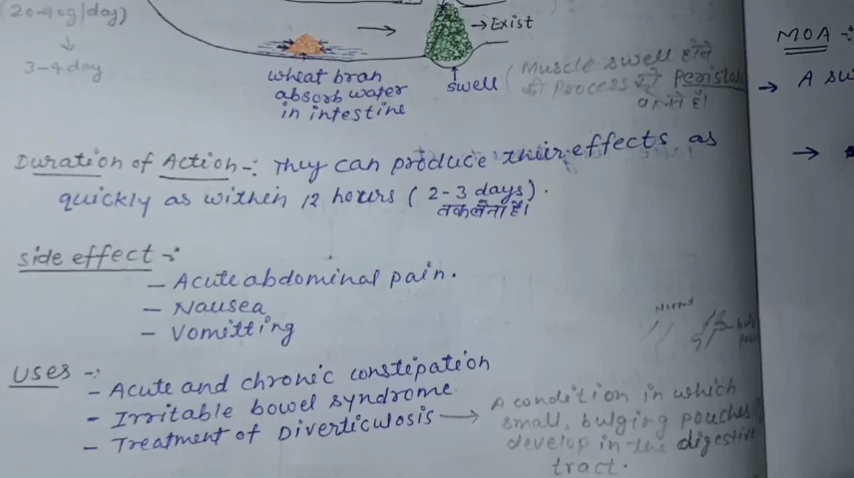 (20-40g/day)
↓
3-4 day
→ Exist
wheat bran
absorb water
in intestine
swell
(Muscle swell होने
की Process को Peristal
कहते हैं।
Duration of Action -: They can produce their effects as
quickly as within 12 hours (2-3 days).
तक लेना है।
Side effect -:
- Acute abdominal pain.
- Nausea
- Vomitting
Uses -:
- Acute and chronic constipation
- Irritable bowel syndrome.
- Treatment of Diverticulosis → A condition in which
small, bulging pouches
develop in the digestive
tract.
Normal
MOA -:
→ A sw
→